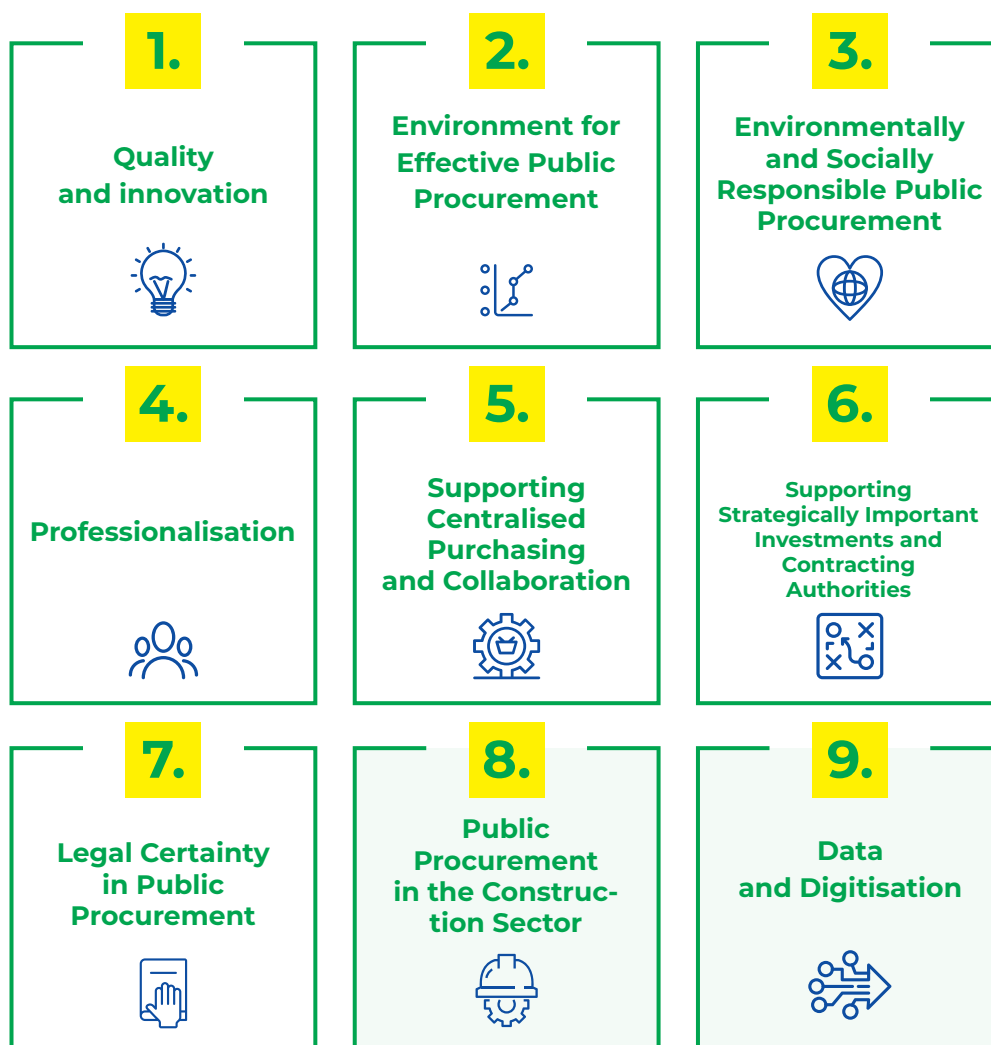 1.
Quality
and innovation
2.
Environment for
Effective Public
Procurement
3.
Environmentally
and Socially
Responsible Public
Procurement
4.
Professionalisation
5.
Supporting
Centralised
Purchasing
and Collaboration
6.
Supporting
Strategically Important
Investments and
Contracting
Authorities
7.
Legal Certainty
in Public
Procurement
8.
Public
Procurement
in the Construc-
tion Sector
9.
Data
and Digitisation